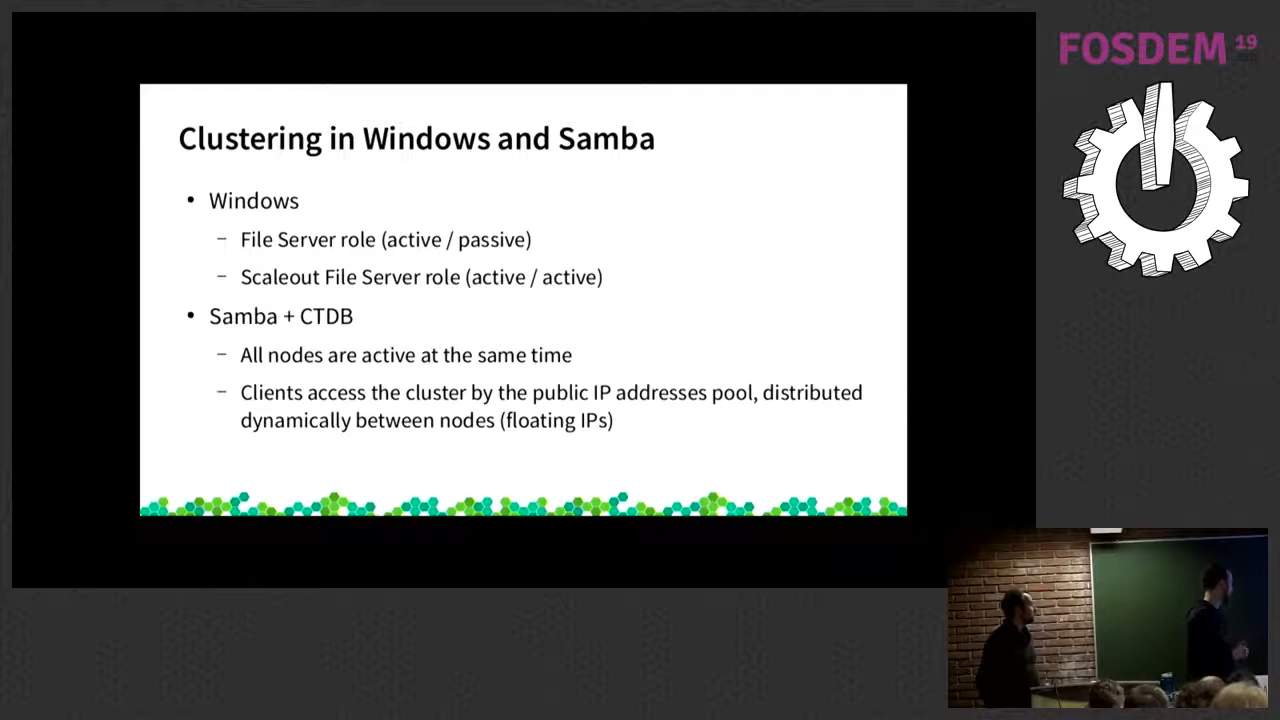 Clustering in Windows and Samba
• Windows
– File Server role (active / passive)
– Scaleout File Server role (active / active)
• Samba + CTDB
– All nodes are active at the same time
– Clients access the cluster by the public IP addresses pool, distributed
dynamically between nodes (floating IPs)
FOSDEM 19